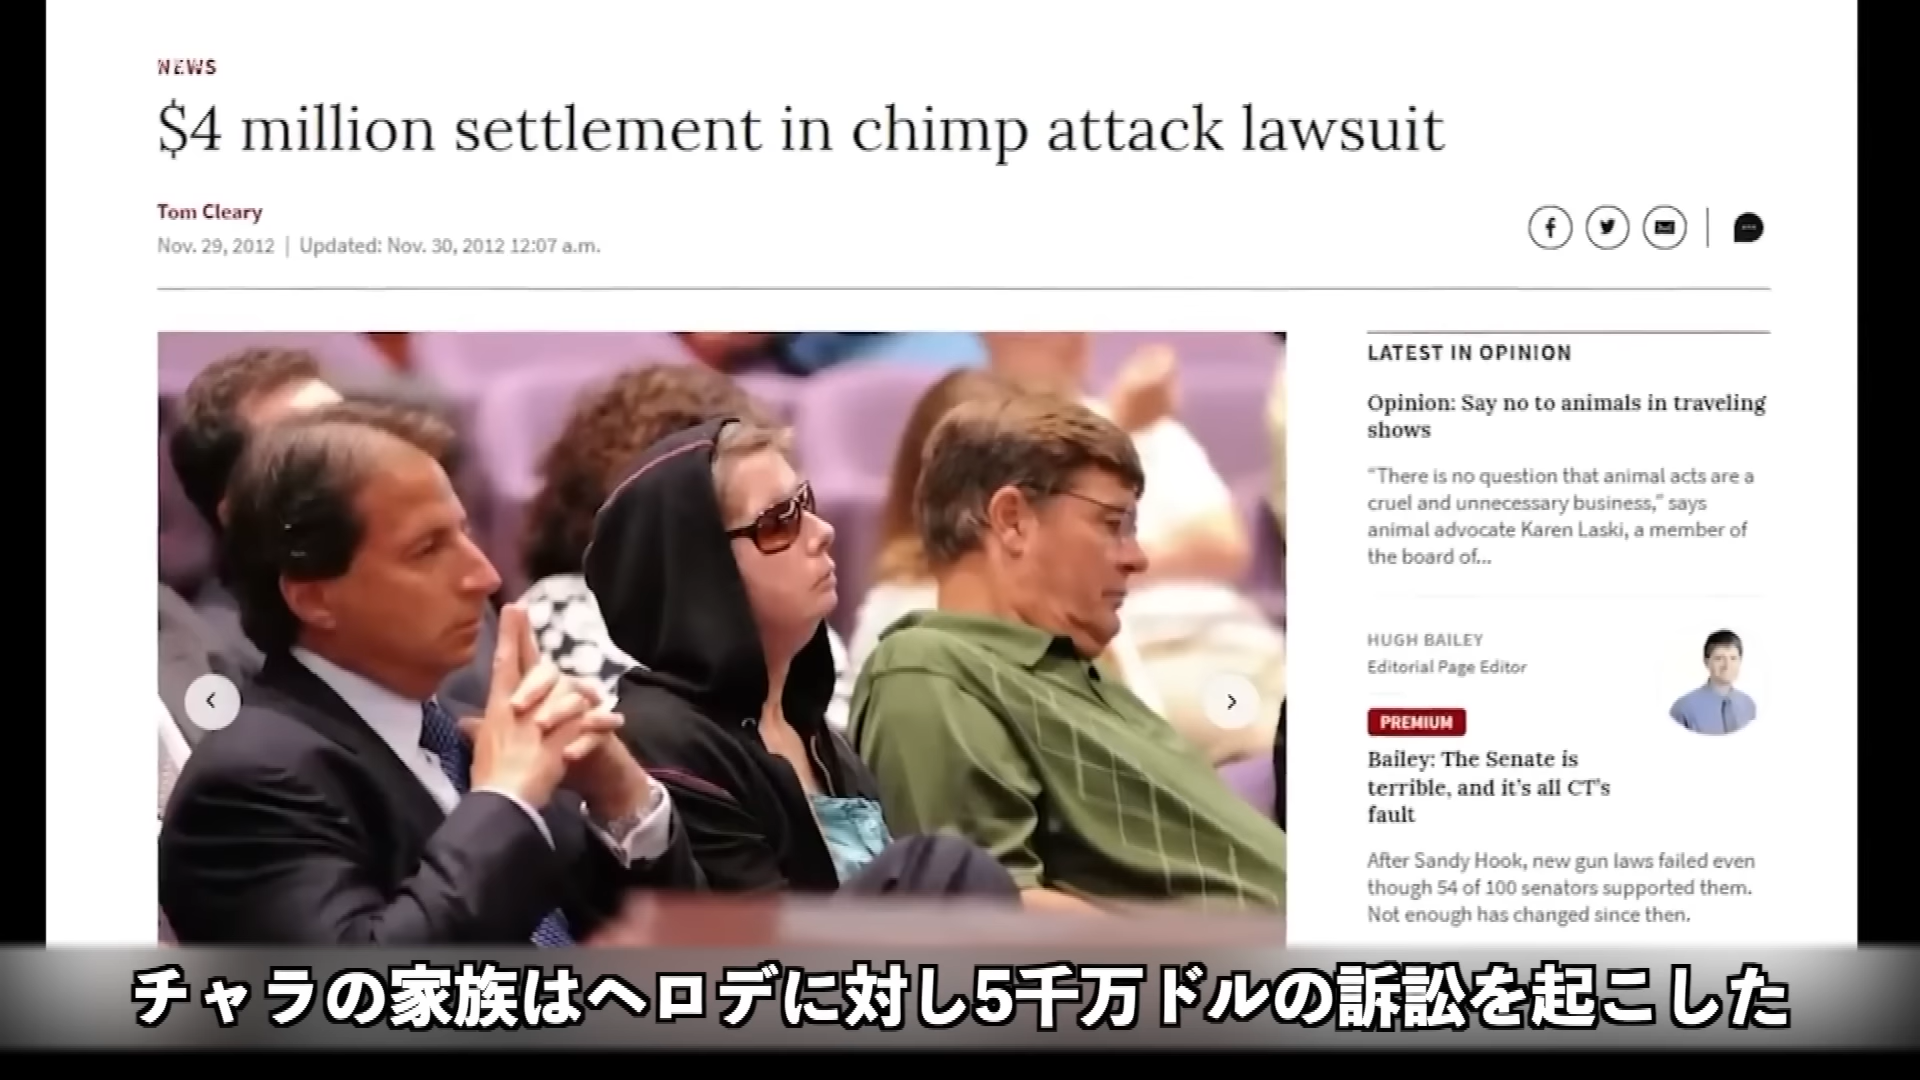 NEWS
$4 million settlement in chimp attack lawsuit
Tom Cleary
Nov. 29, 2012 | Updated: Nov. 30, 2012 12:07 a.m.
LATEST IN OPINION
Opinion: Say no to animals in traveling
shows
"There is no question that animal acts are a
cruel and unnecessary business," says
animal advocate Karen Laski, a member of
the board of...
HUGH BAILEY
Editorial Page Editor
PREMIUM
Bailey: The Senate is
terrible, and it's all CT's
fault
After Sandy Hook, new gun laws failed even
though 54 of 100 senators supported them.
Not enough has changed since then.
チャラの家族はヘロデに対し5千万ドルの訴訟を起こした